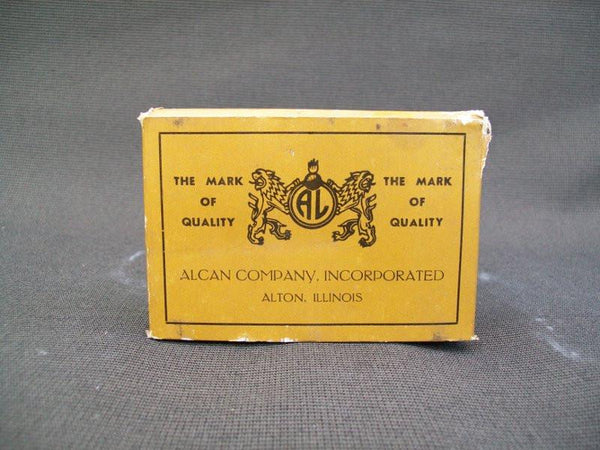 THE MARK
OF
QUALITY
AL
THE MARK
OF
QUALITY
ALCAN COMPANY, INCORPORATED
ALTON, ILLINOIS